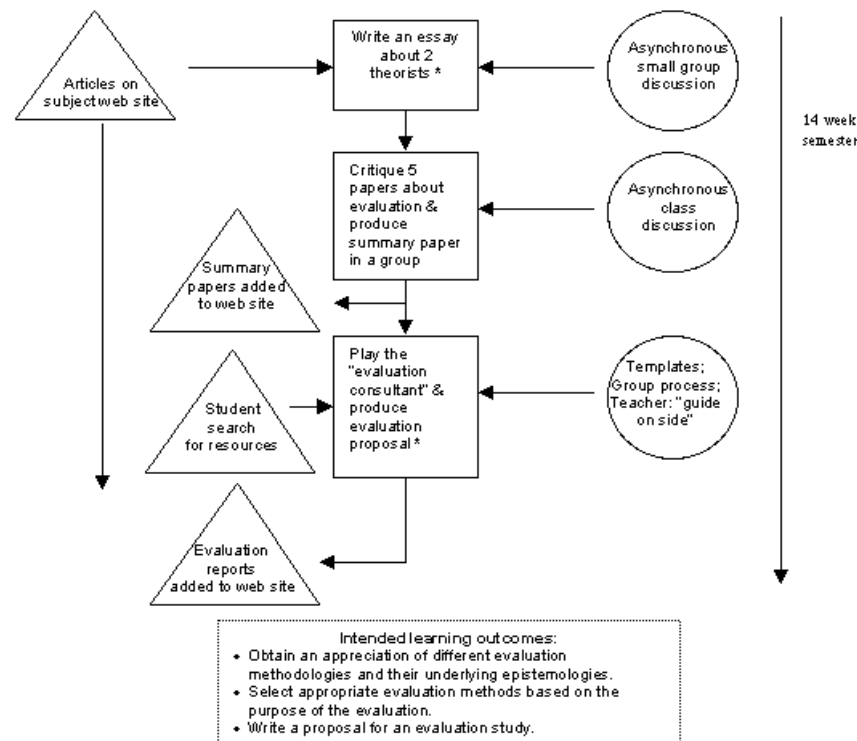 Write an essay
about 2
theorists *
Asynchronous
small group
discussion
Articles on
subject web site
14 week
semester
Critique 5
papers about
evaluation &
produce
summary paper
in a group
Asynchronous
class
discussion
Summary
papers added
to web site
Play the
"evaluation
consultant" &
produce
evaluation
proposal *
Templates;
Group process;
Teacher: "guide
on side"
Student
search
for resources
Evaluation
reports
added to web site
Intended learning outcomes:
• Obtain an appreciation of different evaluation
methodologies and their underlying epistemologies.
• Select appropriate evaluation methods based on the
purpose of the evaluation.
• Write a proposal for an evaluation study.